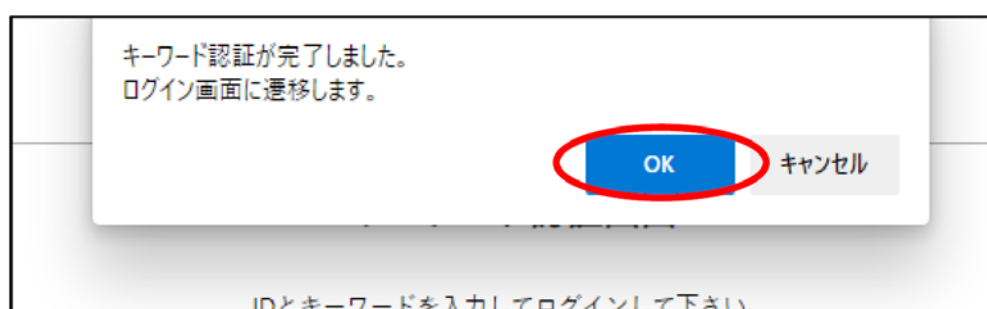 キーワード認証が完了しました。
ログイン画面に遷移します。
OK
キャンセル
IDとキーワードを入力してログインして下さい